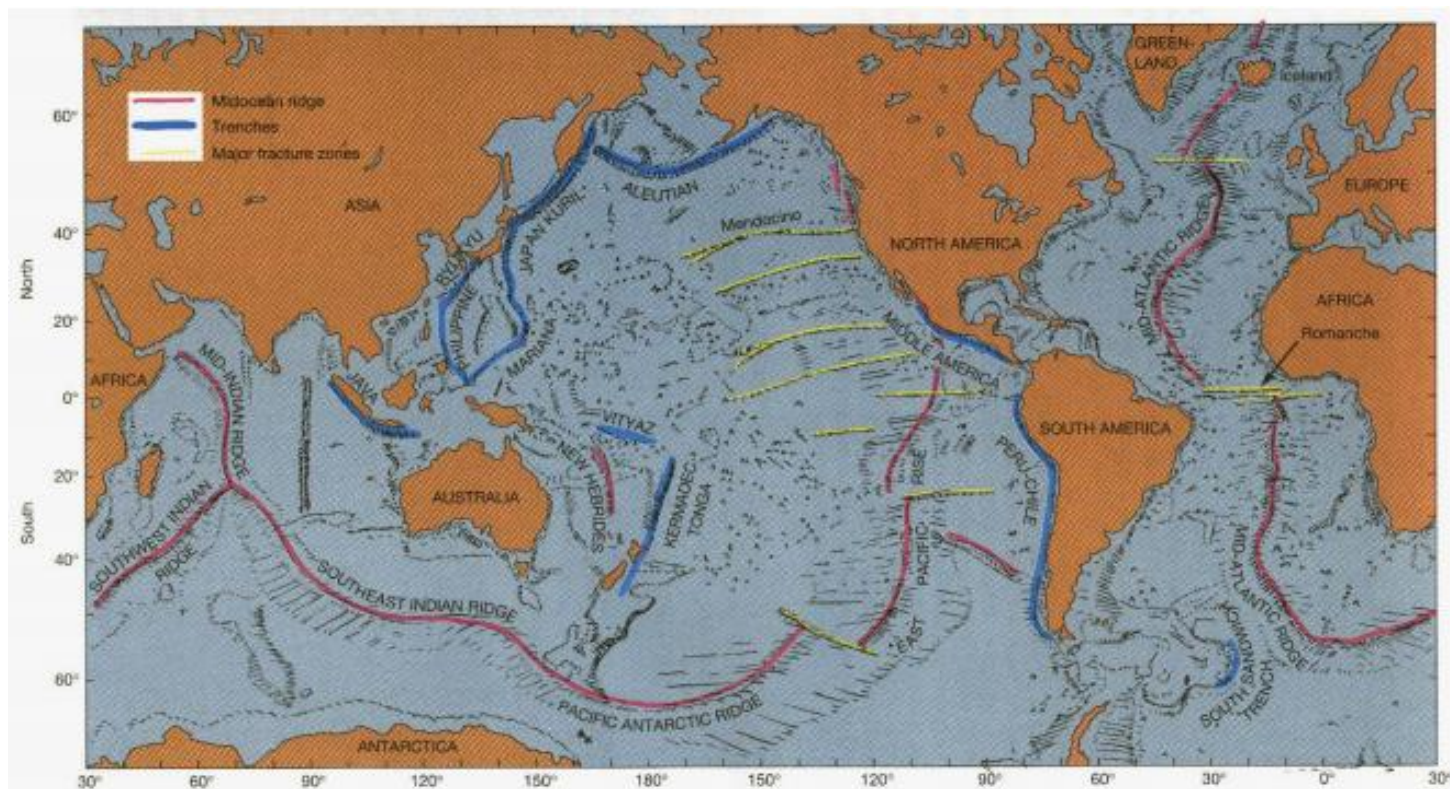 GREEN-
LAND
Iceland
Midocean ridge
Trenches
Major fracture zones
60°
ALEUTIAN
ASIA
EUROPE
JAPAN KURIL
Mendocino
40°
NORTH AMERICA
RYUKYU
North
MID-ATLANTIC RIDGE
AFRICA
PHILIPPINE
20°
MIDDLE AMERICA
Romanche
MARIANA
MID-INDIAN RIDGE
AFRICA
JAVA
0°
VITYAZ
SOUTH AMERICA
NEW HEBRIDES
RISE
PERU-CHILE
20°
AUSTRALIA
KERMADEC
TONGA
South
SOUTHWEST INDIAN
RIDGE
PACIFIC
MID-ATLANTIC RIDGE
40°
SOUTHEAST INDIAN RIDGE
EAST
SOUTH SANDWICH
TRENCH
60°
PACIFIC ANTARCTIC RIDGE
ANTARCTICA
30° 60° 90° 120° 150° 180° 150° 120° 90° 60° 30° 0° 30°